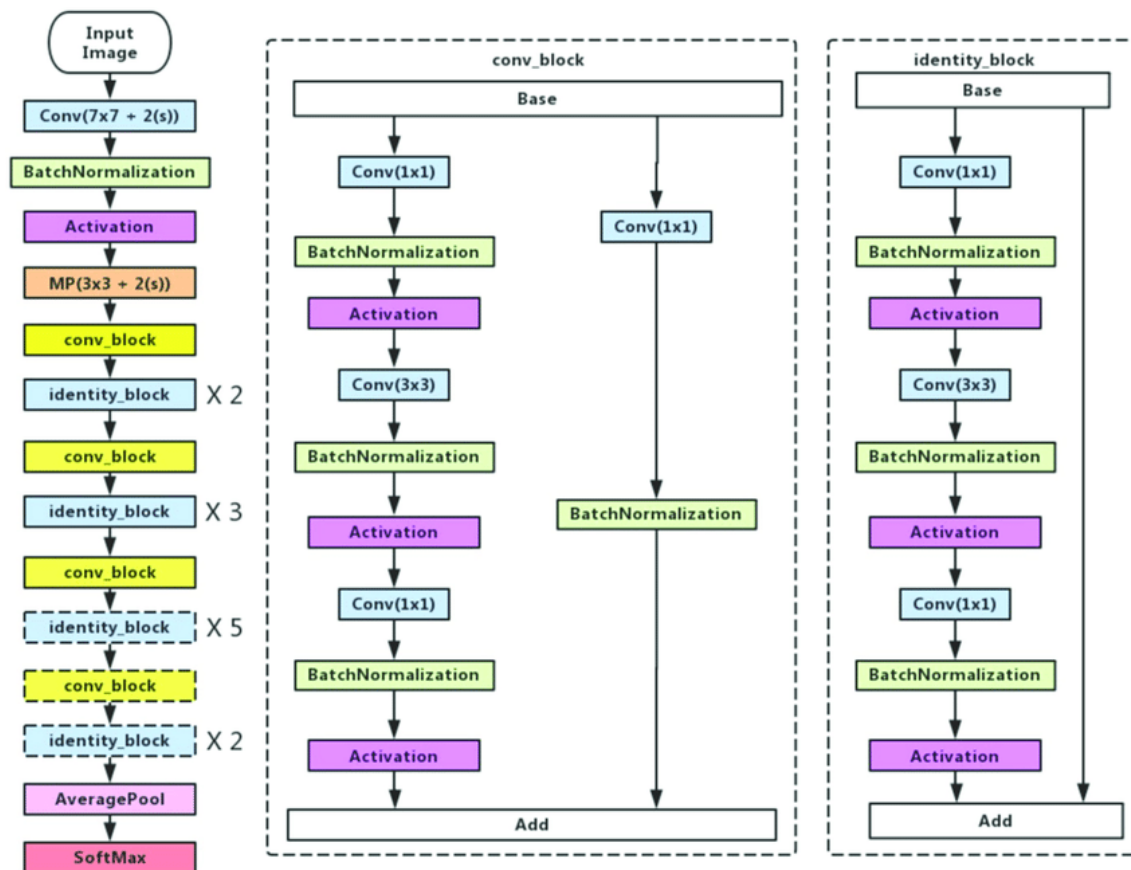 Input
Image
Conv(7x7 + 2(s))
BatchNormalization
Activation
MP(3x3 + 2(s))
conv_block
identity_block X 2
conv_block
identity_block X 3
conv_block
identity_block X 5
conv_block
identity_block X 2
AveragePool
SoftMax
conv_block
Base
Conv(1x1)
BatchNormalization
Activation
Conv(3x3)
BatchNormalization
Activation
Conv(1x1)
BatchNormalization
Activation
Conv(1x1)
BatchNormalization
Add
identity_block
Base
Conv(1x1)
BatchNormalization
Activation
Conv(3x3)
BatchNormalization
Activation
Conv(1x1)
BatchNormalization
Activation
Add